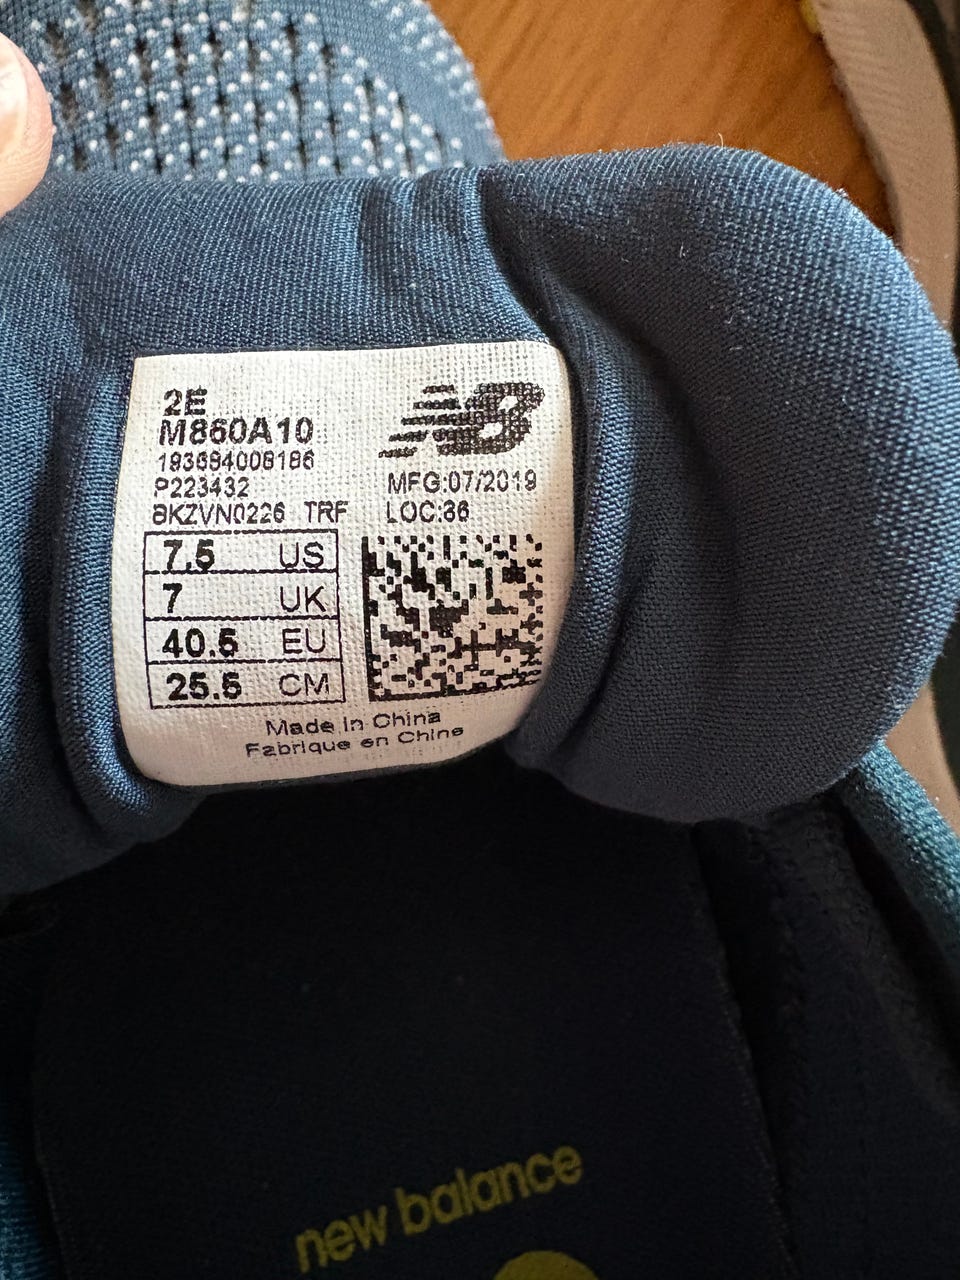 2E
M860A10
193684008186
P223432
BKZVN0226 TRF
NB
MFG:07/2019
LOC:36
7.5 US
7 UK
40.5 EU
25.5 CM
Made in China
Fabrique en Chine
new balance